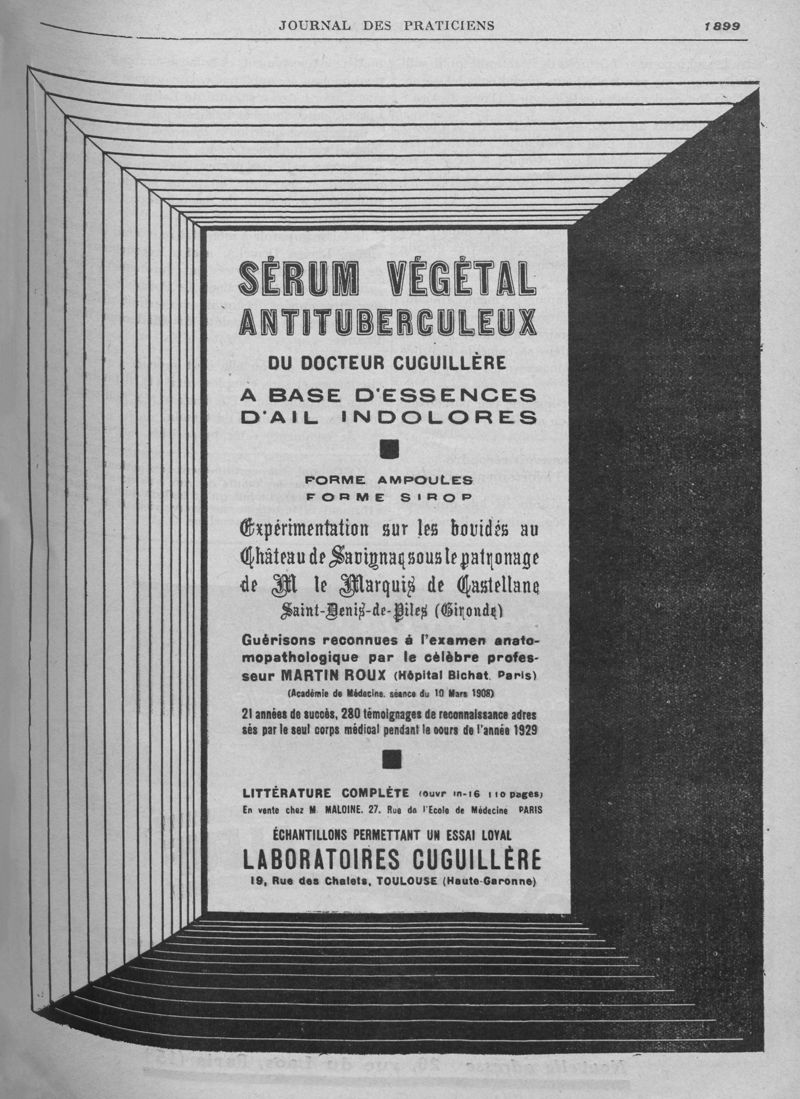 JOURNAL DES PRATICIENS 1899
SÉRUM VÉGÉTAL
ANTITUBERCULEUX
DU DOCTEUR CUGUILLÈRE
A BASE D'ESSENCES
D'AIL INDOLORES
FORME AMPOULES
FORME SIROP
Expérimentation sur les bovidés au
Château de Savignac sous le patronage
de M le Marquis de Castellane
Saint-Denis-de-Piles (Gironde)
Guérisons reconnues á l'examen anato-
mopathologique par le célèbre profes-
seur MARTIN ROUX (Hôpital Bichat. Paris)
(Académie de Médecine. séance du 10 Mars 1908)
21 années de succès, 280 témoignages de reconnaissance adres
sés par le seul corps médical pendant le cours de l'année 1929
LITTÉRATURE COMPLÈTE (ouvr in-16 110 pages)
En vente chez M. MALOINE. 27. Rue de l'Ecole de Médecine PARIS
ÉCHANTILLONS PERMETTANT UN ESSAI LOYAL
LABORATOIRES CUGUILLÈRE
19, Rue des Chalets, TOULOUSE (Haute-Garonne)